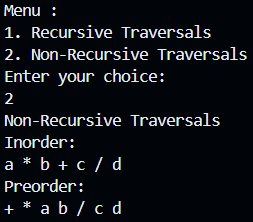 Menu :
1. Recursive Traversals
2. Non-Recursive Traversals
Enter your choice:
2
Non-Recursive Traversals
Inorder:
a * b + c / d
Preorder:
+ * a b / c d